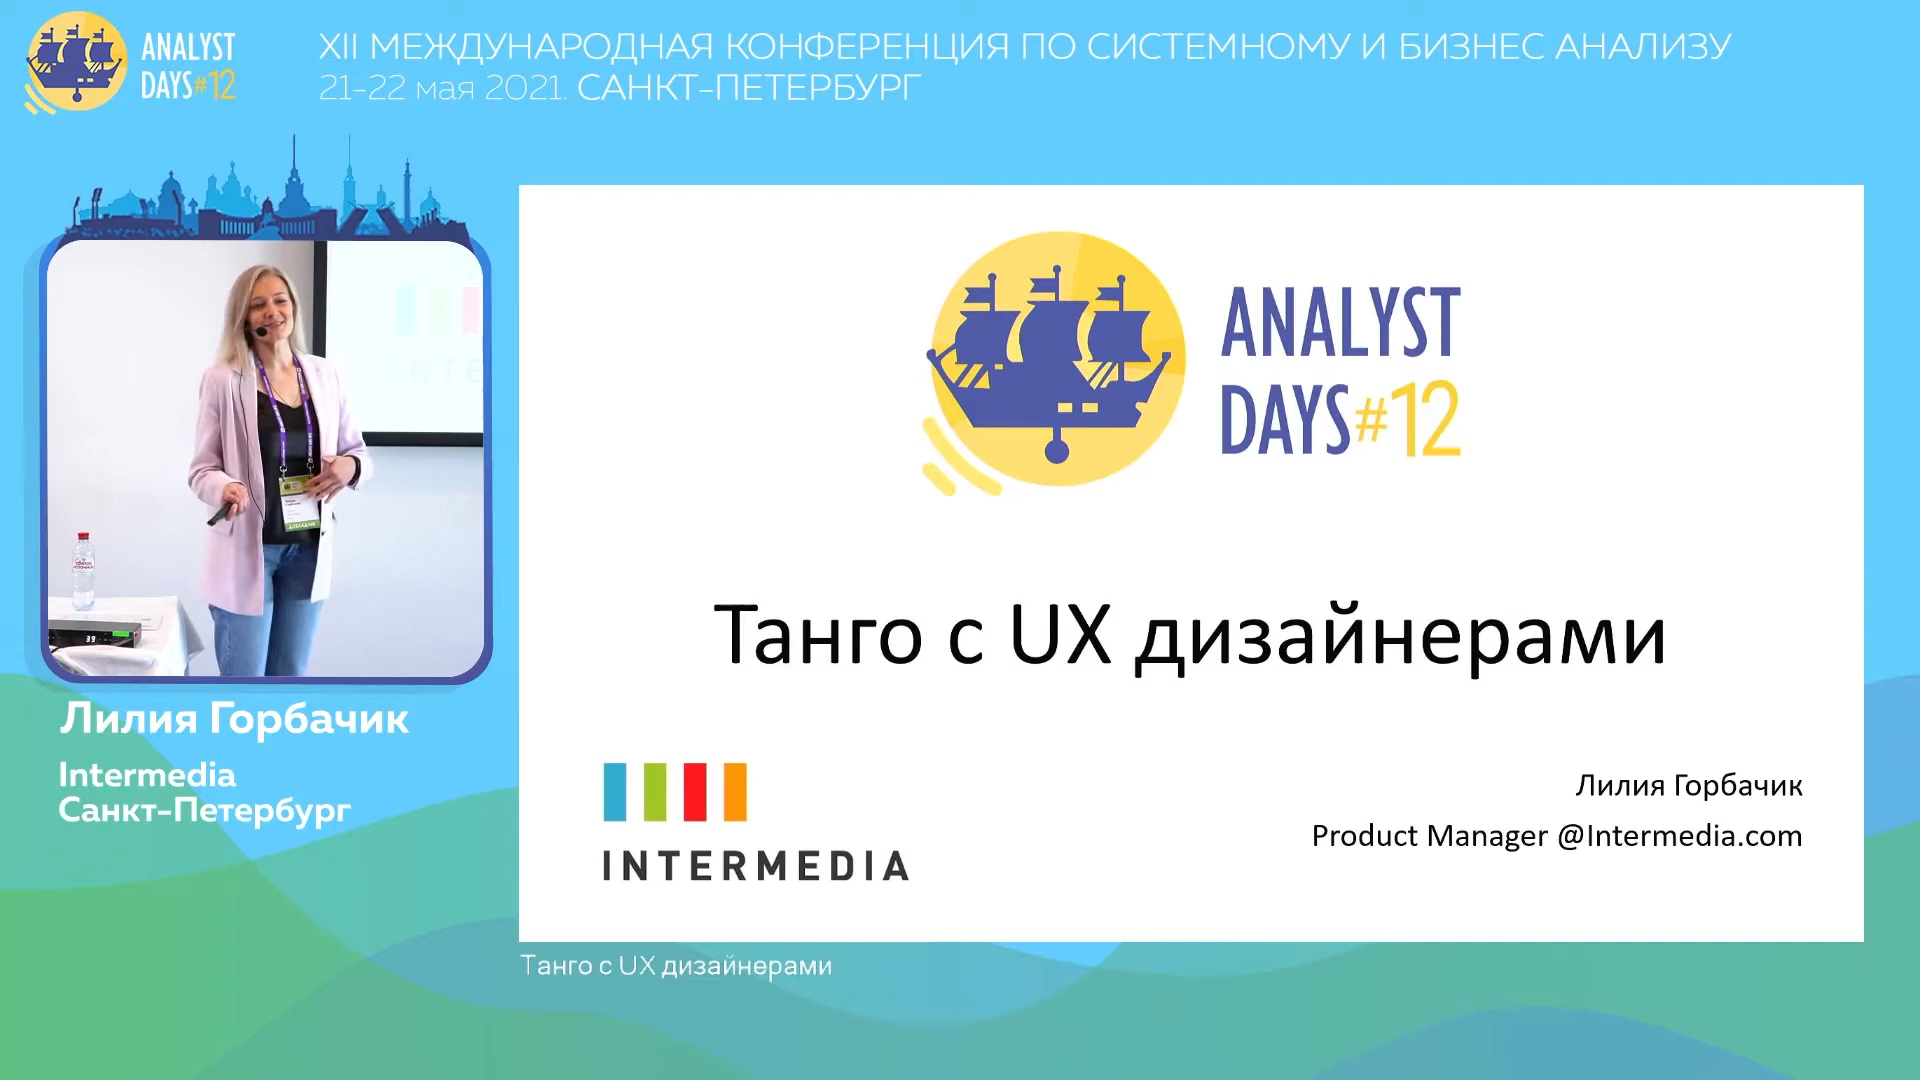 ANALYST
DAYS#12
XII МЕЖДУНАРОДНАЯ КОНФЕРЕНЦИЯ ПО СИСТЕМНОМУ И БИЗНЕС АНАЛИЗУ
21-22 мая 2021. САНКТ-ПЕТЕРБУРГ
39
Лилия Горбачик
Intermedia
Санкт-Петербург
ANALYST
DAYS#12
Танго с UX дизайнерами
INTERMEDIA
Лилия Горбачик
Product Manager @Intermedia.com
Танго с UX дизайнерами